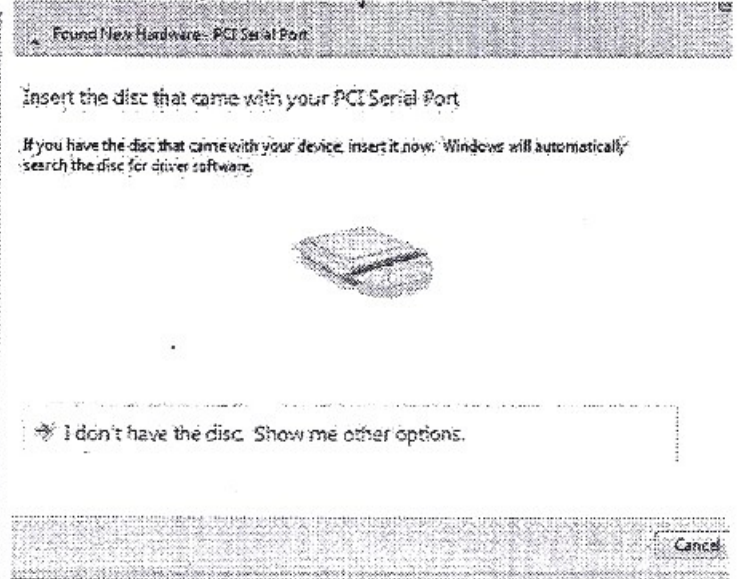 Found New Hardware - PCI Serial Port
Insert the disc that came with your PCI Serial Port
If you have the disc that came with your device, insert it now. Windows will automatically
search the disc for driver software.
I don't have the disc. Show me other options.
Cancel